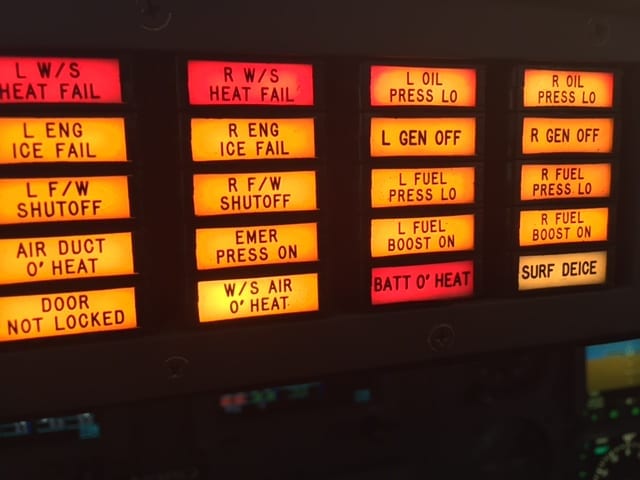 L W/S
HEAT FAIL
R W/S
HEAT FAIL
L OIL
PRESS LO
R OIL
PRESS LO
L ENG
ICE FAIL
R ENG
ICE FAIL
L GEN OFF
R GEN OFF
L F/W
SHUTOFF
R F/W
SHUTOFF
L FUEL
PRESS LO
R FUEL
PRESS LO
AIR DUCT
O' HEAT
EMER
PRESS ON
L FUEL
BOOST ON
R FUEL
BOOST ON
DOOR
NOT LOCKED
W/S AIR
O' HEAT
BATT O' HEAT
SURF DEICE